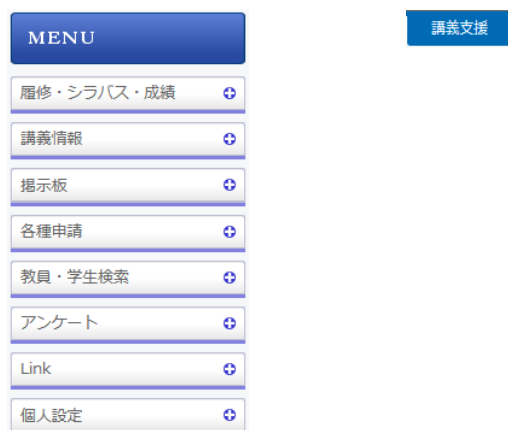 MENU
講義支援
履修・シラバス・成績
講義情報
掲示板
各種申請
教員・学生検索
アンケート
Link
個人設定